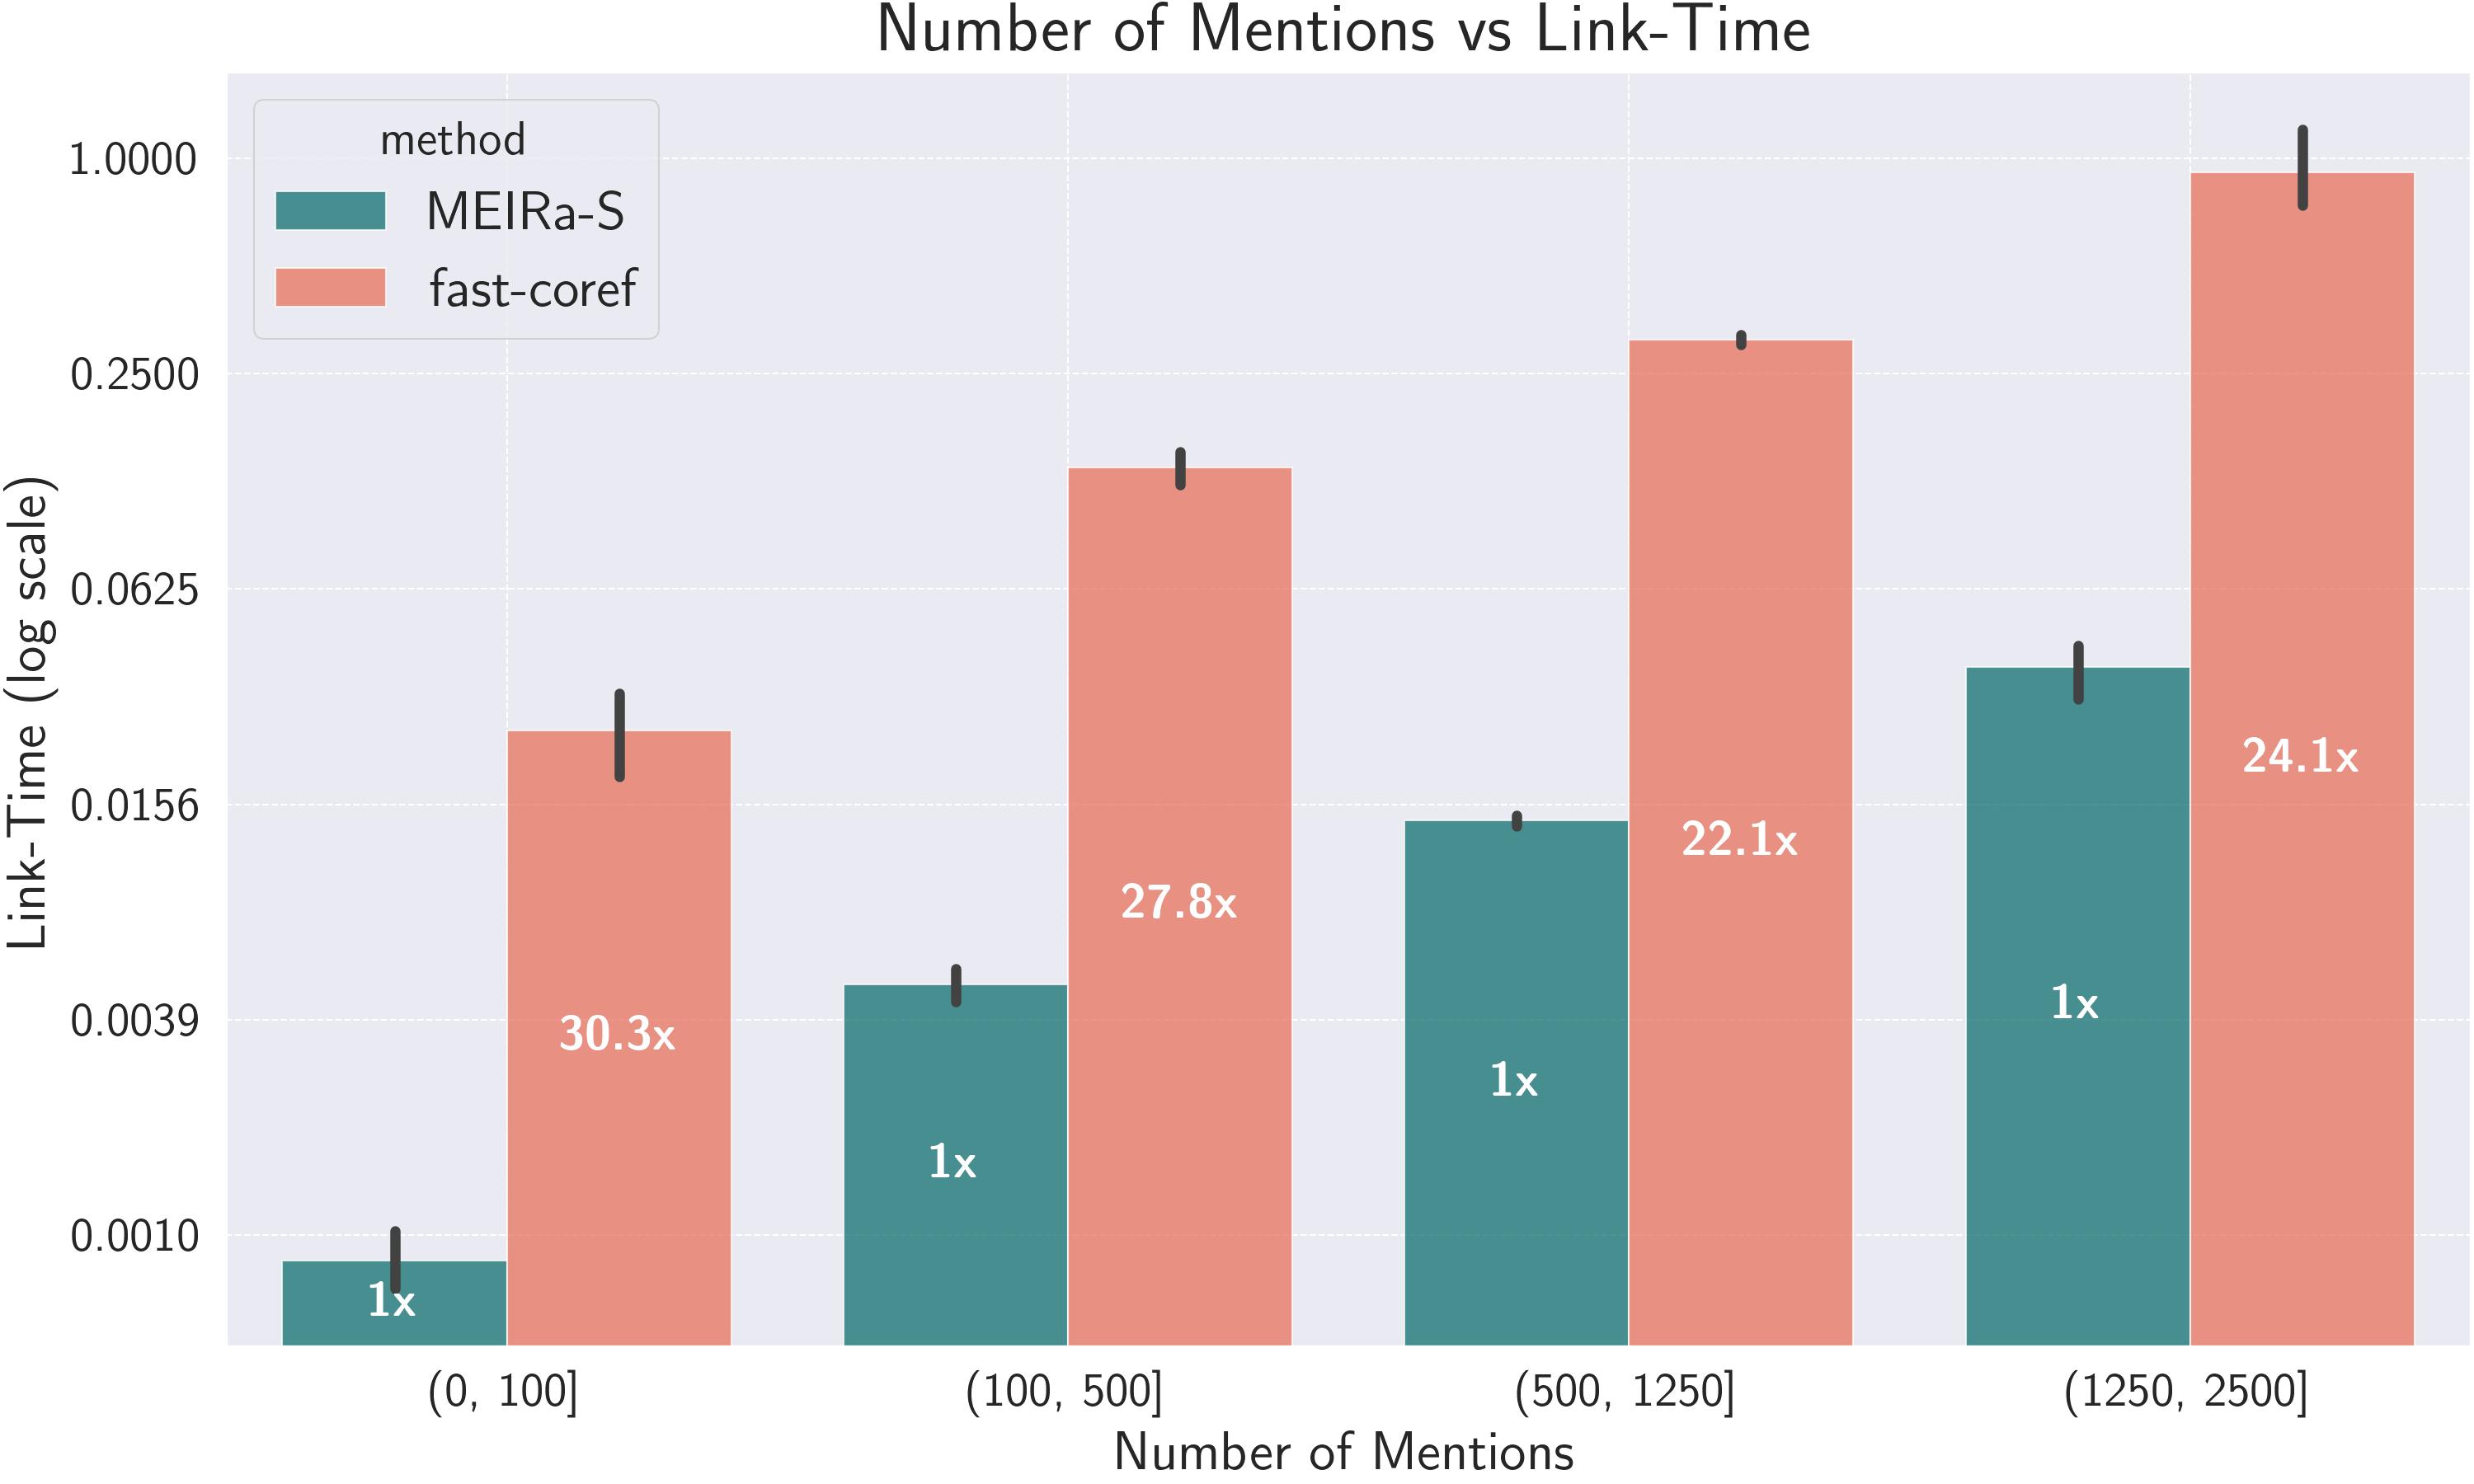 Number of Mentions vs Link-Time
method
MEIRa-S
fast-coref
Link-Time (log scale)
1.0000
0.2500
0.0625
0.0156
0.0039
0.0010
1x
30.3x
1x
27.8x
1x
22.1x
1x
24.1x
(0, 100]
(100, 500]
(500, 1250]
(1250, 2500]
Number of Mentions